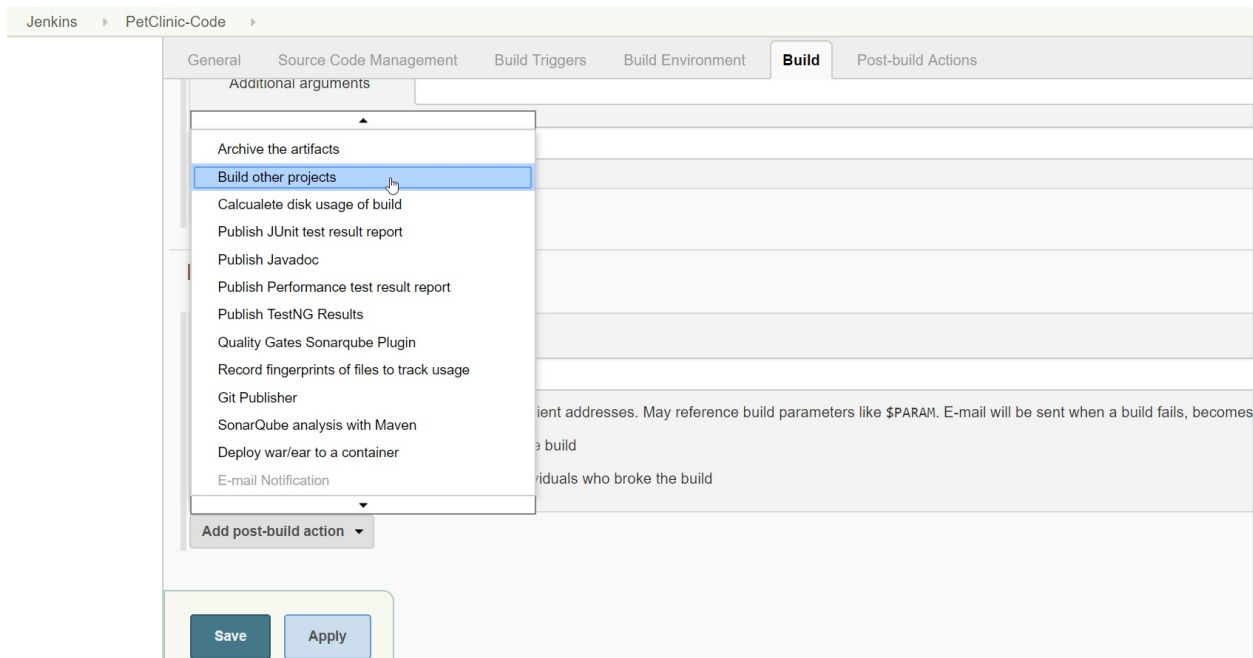 Jenkins PetClinic-Code
General Source Code Management Build Triggers Build Environment Build Post-build Actions
Additional arguments
Archive the artifacts
Build other projects
Calcualete disk usage of build
Publish JUnit test result report
Publish Javadoc
Publish Performance test result report
Publish TestNG Results
Quality Gates Sonarqube Plugin
Record fingerprints of files to track usage
Git Publisher
ient addresses. May reference build parameters like $PARAM. E-mail will be sent when a build fails, becomes
SonarQube analysis with Maven
build
Deploy war/ear to a container
E-mail Notification
viduals who broke the build
Add post-build action
Save Apply